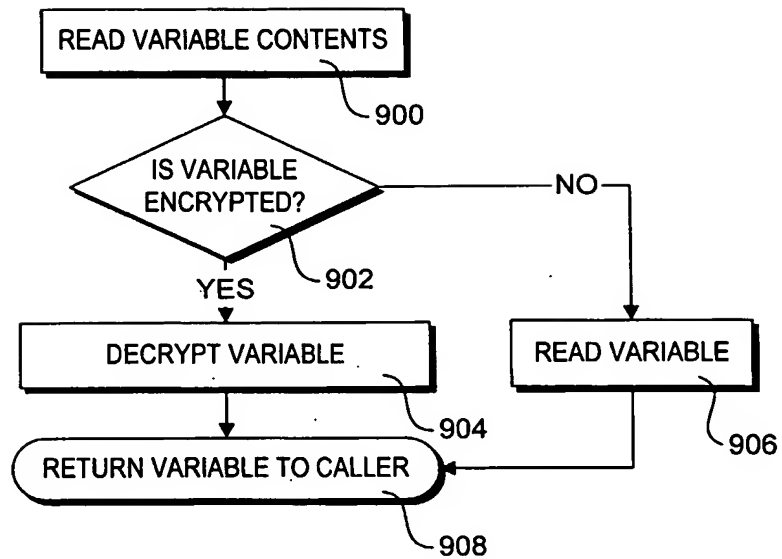 READ VARIABLE CONTENTS
900
IS VARIABLE
ENCRYPTED?
NO
902
YES
DECRYPT VARIABLE
READ VARIABLE
904
906
RETURN VARIABLE TO CALLER
908